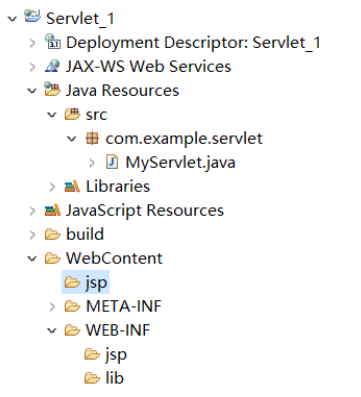 Servlet_1
Deployment Descriptor: Servlet_1
JAX-WS Web Services
Java Resources
src
com.example.servlet
MyServlet.java
Libraries
JavaScript Resources
build
WebContent
jsp
META-INF
WEB-INF
jsp
lib